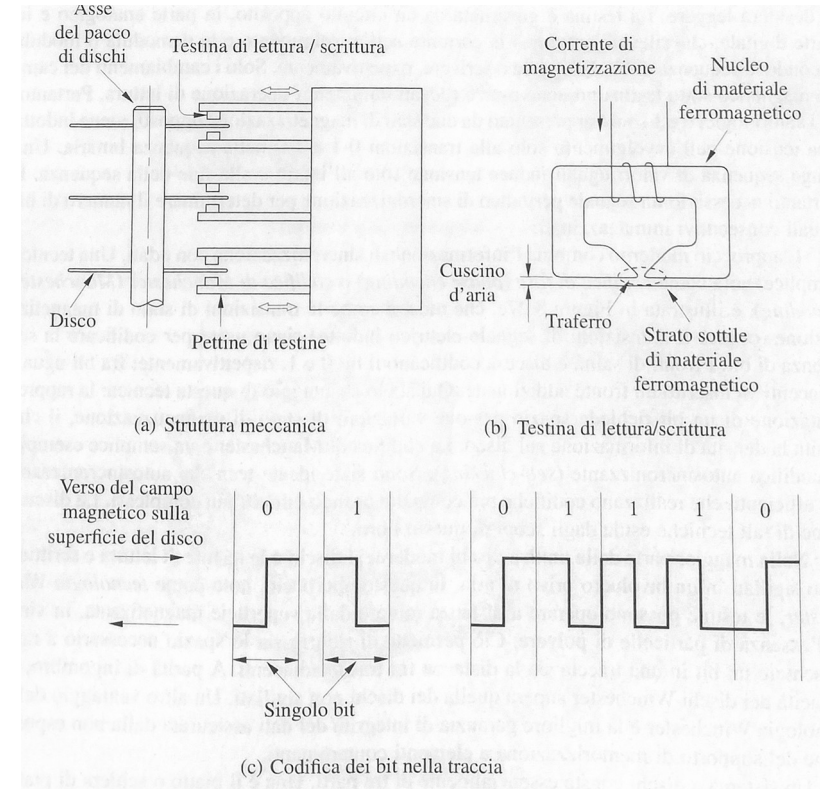 Asse
del pacco
di dischi
Testina di lettura / scrittura
Disco
Pettine di testine
(a) Struttura meccanica
Corrente di
magnetizzazione
Nucleo
di materiale
ferromagnetico
Cuscino
d'aria
Traferro
Strato sottile
di materiale
ferromagnetico
(b) Testina di lettura/scrittura
Verso del campo
magnetico sulla
superficie del disco
0 1 0 1 1 1 1 0
Singolo bit
(c) Codifica dei bit nella traccia